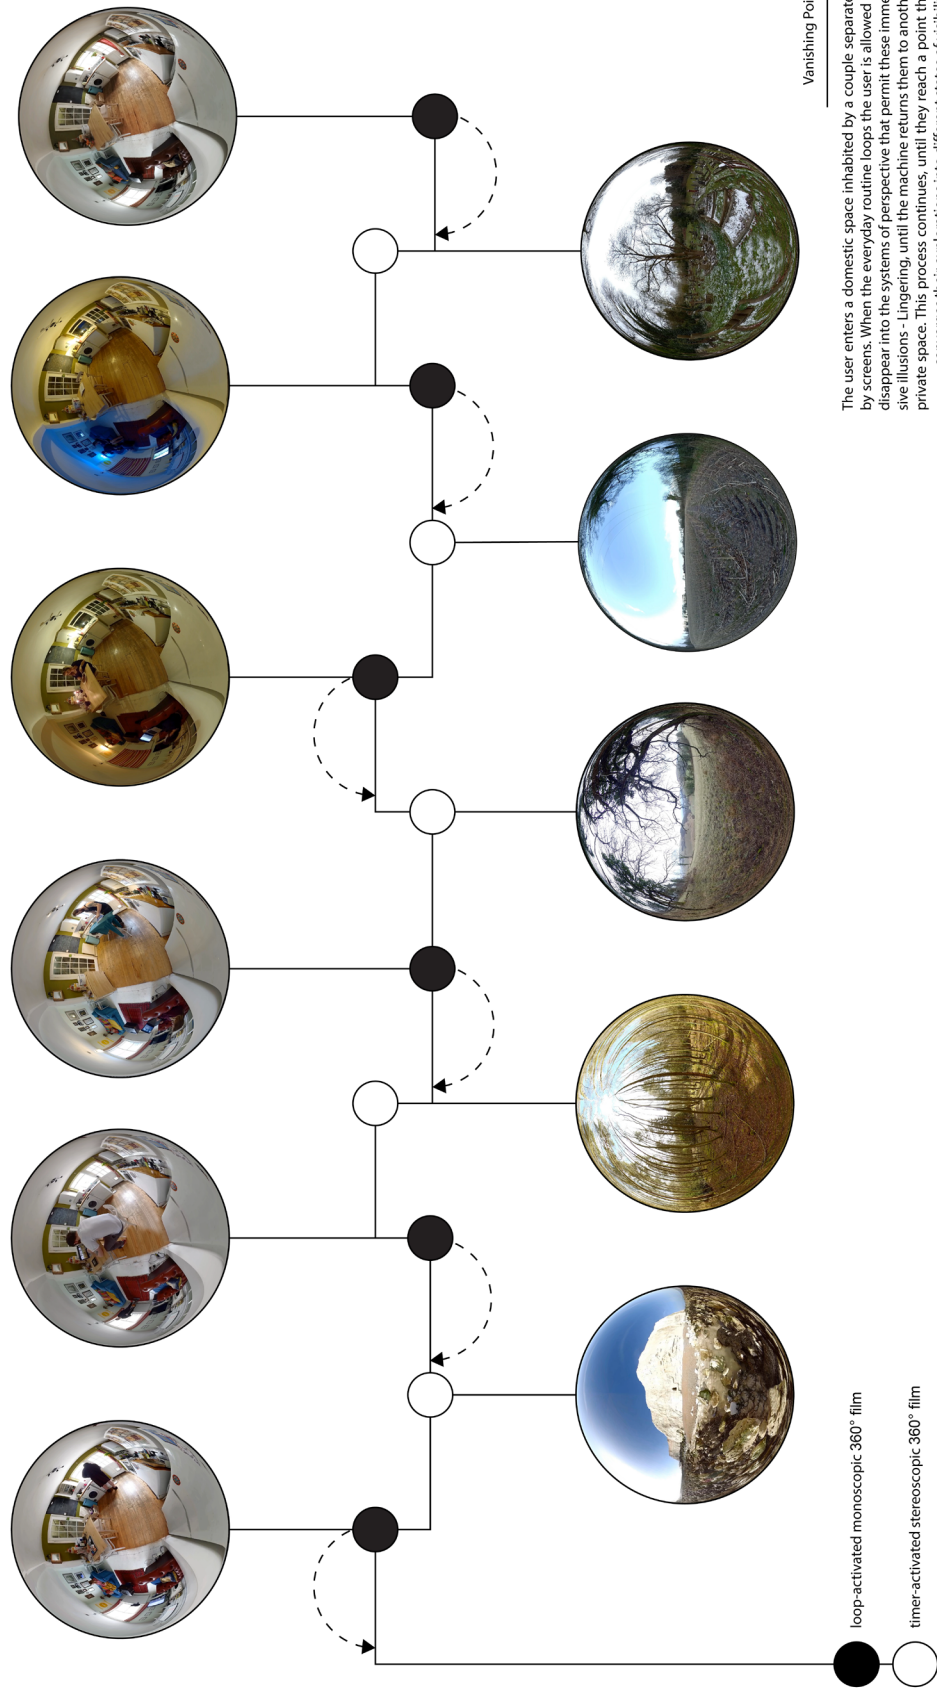 Vanishing Poi
The user enters a domestic space inhabited by a couple separate
by screens. When the everyday routine loops the user is allowed
disappear into the systems of perspective that permit these imme
sive illusions - Lingering, until the machine returns them to anoth
private space. This process continues, until they reach a point th
loop-activated monoscopic 360° film
timer-activated stereoscopic 360° film